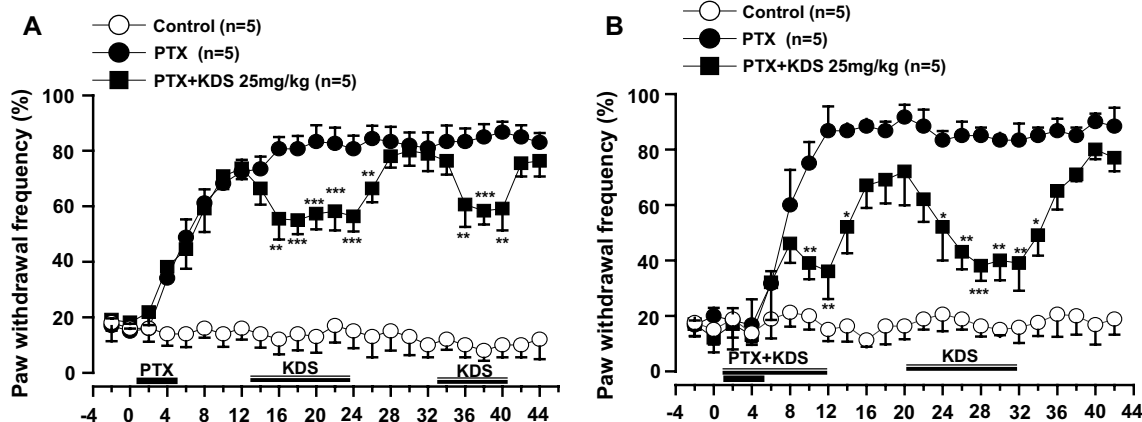 A
Control (n=5)
PTX (n=5)
PTX+KDS 25mg/kg (n=5)
Paw withdrawal frequency (%)
100
80
60
40
20
0
**
***
***
***
***
**
**
***
**
PTX
KDS
KDS
-4 0 4 8 12 16 20 24 28 32 36 40 44
B
Control (n=5)
PTX (n=5)
PTX+KDS 25mg/kg (n=5)
Paw withdrawal frequency (%)
100
80
60
40
20
0
**
**
*
*
**
***
**
**
*
PTX+KDS
KDS
-4 0 4 8 12 16 20 24 28 32 36 40 44